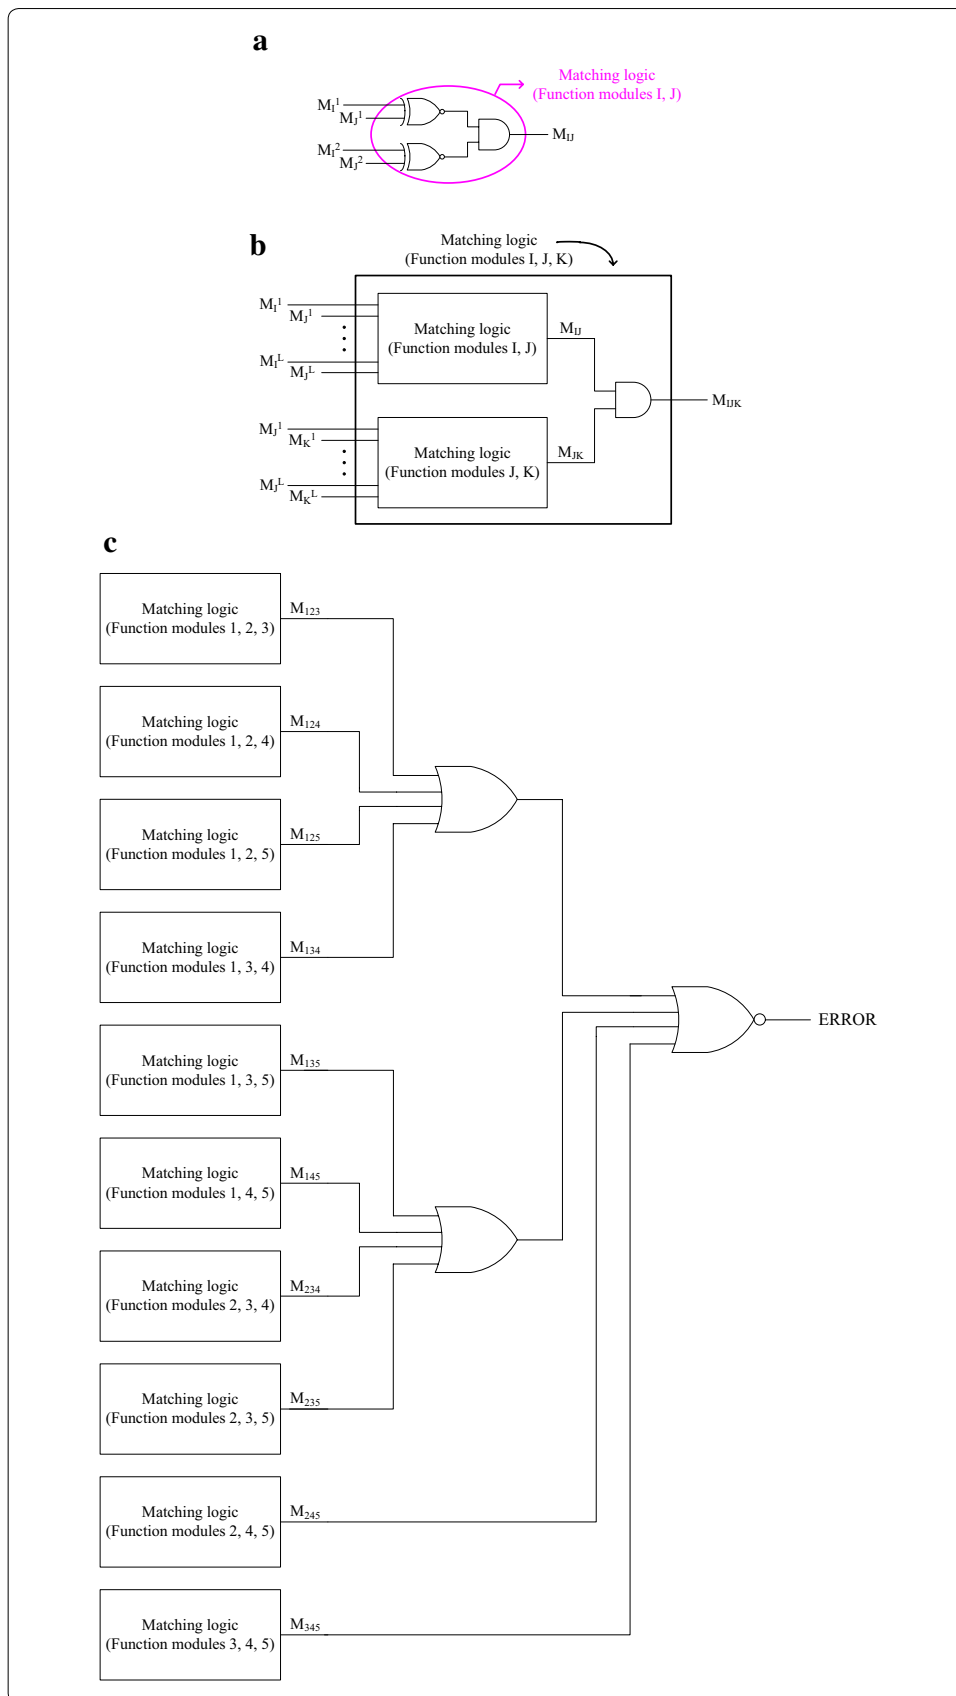 a
Matching logic
(Function modules I, J)
M_I^1
M_J^1
M_I^2
M_J^2
M_IJ
b
Matching logic
(Function modules I, J, K)
M_I^1
M_J^1
M_I^L
M_J^L
Matching logic
(Function modules I, J)
M_IJ
M_IJK
M_J^1
M_K^1
M_J^L
M_K^L
Matching logic
(Function modules J, K)
M_JK
c
Matching logic
(Function modules 1, 2, 3)
M_123
Matching logic
(Function modules 1, 2, 4)
M_124
Matching logic
(Function modules 1, 2, 5)
M_125
Matching logic
(Function modules 1, 3, 4)
M_134
ERROR
Matching logic
(Function modules 1, 3, 5)
M_135
Matching logic
(Function modules 1, 4, 5)
M_145
Matching logic
(Function modules 2, 3, 4)
M_234
Matching logic
(Function modules 2, 3, 5)
M_235
Matching logic
(Function modules 2, 4, 5)
M_245
Matching logic
(Function modules 3, 4, 5)
M_345